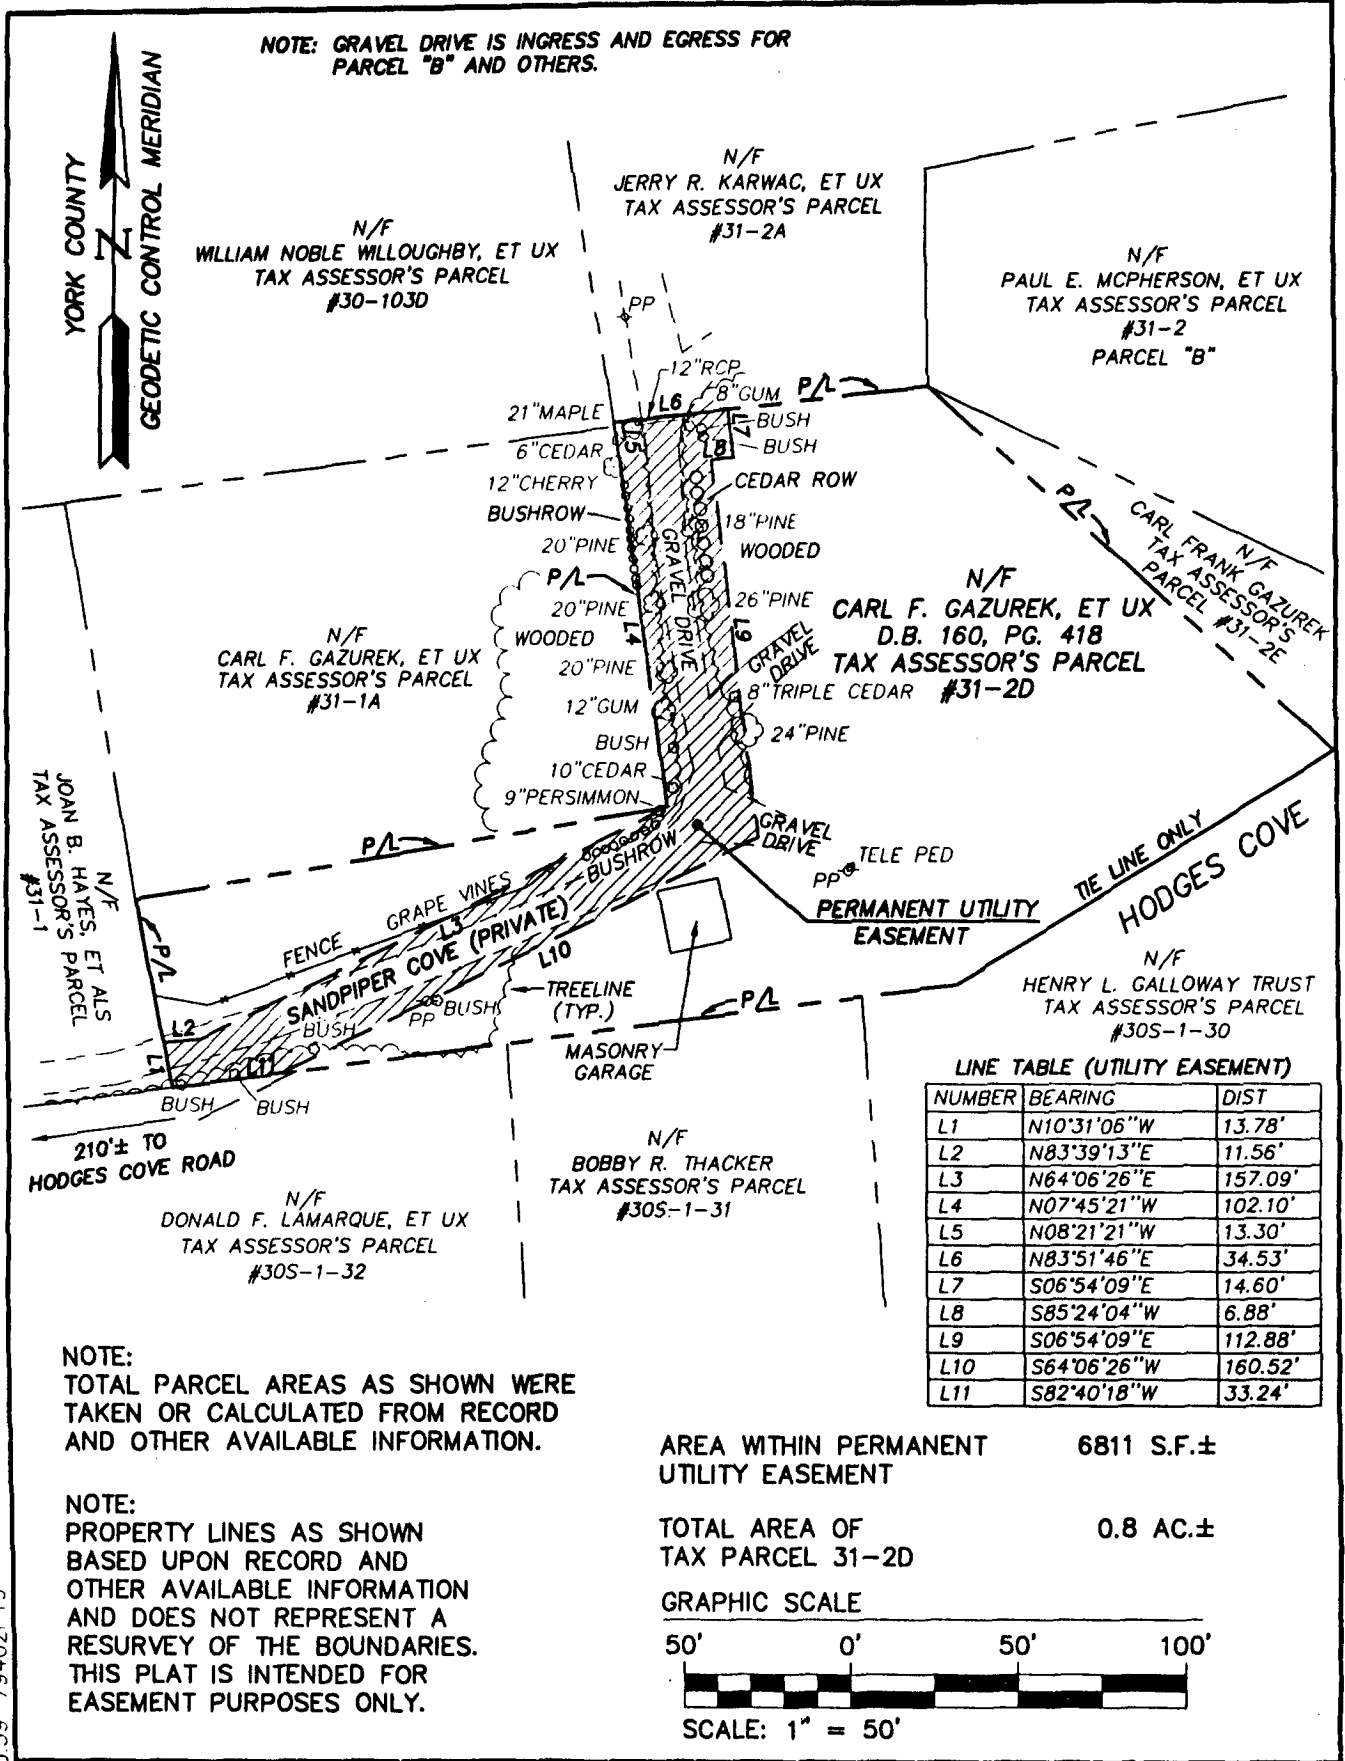 NOTE: GRAVEL DRIVE IS INGRESS AND EGRESS FOR
PARCEL "B" AND OTHERS.
YORK COUNTY
N
GEODETIC CONTROL MERIDIAN
N/F
JERRY R. KARWAC, ET UX
TAX ASSESSOR'S PARCEL
#31-2A
N/F
WILLIAM NOBLE WILLOUGHBY, ET UX
TAX ASSESSOR'S PARCEL
#30-103D
N/F
PAUL E. MCPHERSON, ET UX
TAX ASSESSOR'S PARCEL
#31-2
PARCEL "B"
PP
12"RCP
8"GUM
P/L
L6
21"MAPLE
BUSH
L7
L5
6"CEDAR
L8
BUSH
12"CHERRY
CEDAR ROW
BUSHROW
18"PINE
20"PINE
WOODED
P/L
GRAVEL DRIVE
20"PINE
26"PINE
L4
L9
WOODED
20"PINE
GRAVEL
DRIVE
12"GUM
8"TRIPLE CEDAR
24"PINE
BUSH
10"CEDAR
9"PERSIMMON
P/L
CARL FRANK GAZUREK
N/F
TAX ASSESSOR'S
PARCEL #31-2E
N/F
CARL F. GAZUREK, ET UX
D.B. 160, PG. 418
TAX ASSESSOR'S PARCEL
#31-2D
N/F
CARL F. GAZUREK, ET UX
TAX ASSESSOR'S PARCEL
#31-1A
N/F
JOAN B. HAYES, ET ALS
TAX ASSESSOR'S PARCEL
#31-1
P/L
P/L
BUSHROW
GRAVEL
DRIVE
TELE PED
PP
TIE LINE ONLY
HODGES COVE
PERMANENT UTILITY
EASEMENT
GRAPE VINES
FENCE
L3
SANDPIPER COVE (PRIVATE)
L10
TREELINE
(TYP.)
P/L
MASONRY
GARAGE
L2
L1
BUSH
PP
BUSH
L11
BUSH
BUSH
210'± TO
HODGES COVE ROAD
N/F
HENRY L. GALLOWAY TRUST
TAX ASSESSOR'S PARCEL
#30S-1-30
N/F
BOBBY R. THACKER
TAX ASSESSOR'S PARCEL
#30S-1-31
N/F
DONALD F. LAMARQUE, ET UX
TAX ASSESSOR'S PARCEL
#30S-1-32
LINE TABLE (UTILITY EASEMENT)
NUMBER BEARING DIST
L1 N10°31'06"W 13.78'
L2 N83°39'13"E 11.56'
L3 N64°06'26"E 157.09'
L4 N07°45'21"W 102.10'
L5 N08°21'21"W 13.30'
L6 N83°51'46"E 34.53'
L7 S06°54'09"E 14.60'
L8 S85°24'04"W 6.88'
L9 S06°54'09"E 112.88'
L10 S64°06'26"W 160.52'
L11 S82°40'18"W 33.24'
NOTE:
TOTAL PARCEL AREAS AS SHOWN WERE
TAKEN OR CALCULATED FROM RECORD
AND OTHER AVAILABLE INFORMATION.
NOTE:
PROPERTY LINES AS SHOWN
BASED UPON RECORD AND
OTHER AVAILABLE INFORMATION
AND DOES NOT REPRESENT A
RESURVEY OF THE BOUNDARIES.
THIS PLAT IS INTENDED FOR
EASEMENT PURPOSES ONLY.
AREA WITHIN PERMANENT 6811 S.F.±
UTILITY EASEMENT
TOTAL AREA OF 0.8 AC.±
TAX PARCEL 31-2D
GRAPHIC SCALE
50' 0' 50' 100'
SCALE: 1" = 50'